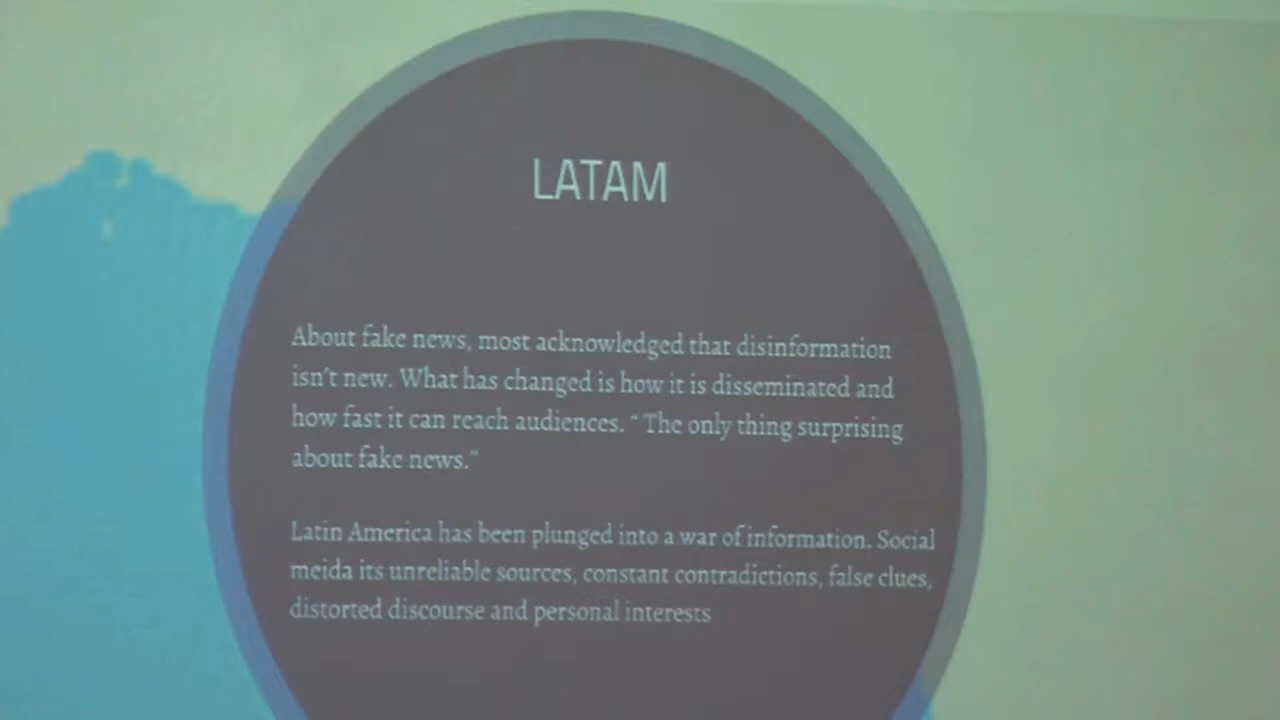 LATAM
About fake news, most acknowledged that disinformation
isn't new. What has changed is how it is disseminated and
how fast it can reach audiences. “ The only thing surprising
about fake news.”
Latin America has been plunged into a war of information. Social
meida its unreliable sources, constant contradictions, false clues,
distorted discourse and personal interests